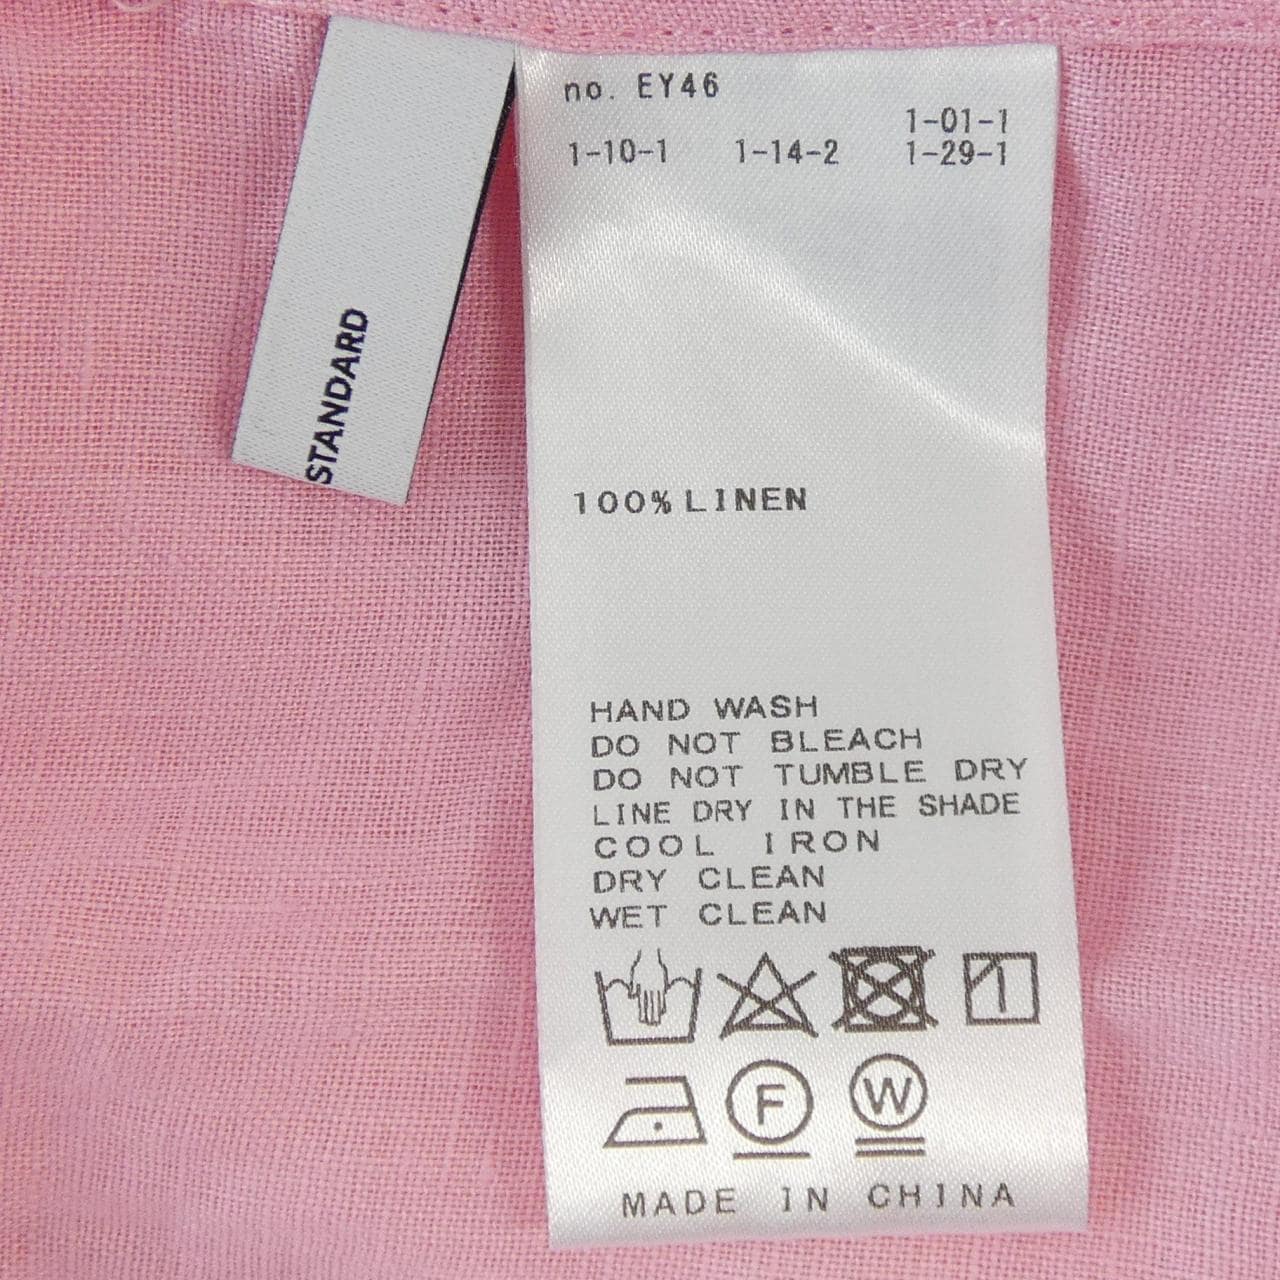 STANDARD
no. EY46
1-01-1
1-10-1 1-14-2 1-29-1
100% LINEN
HAND WASH
DO NOT BLEACH
DO NOT TUMBLE DRY
LINE DRY IN THE SHADE
COOL IRON
DRY CLEAN
WET CLEAN
F W
MADE IN CHINA